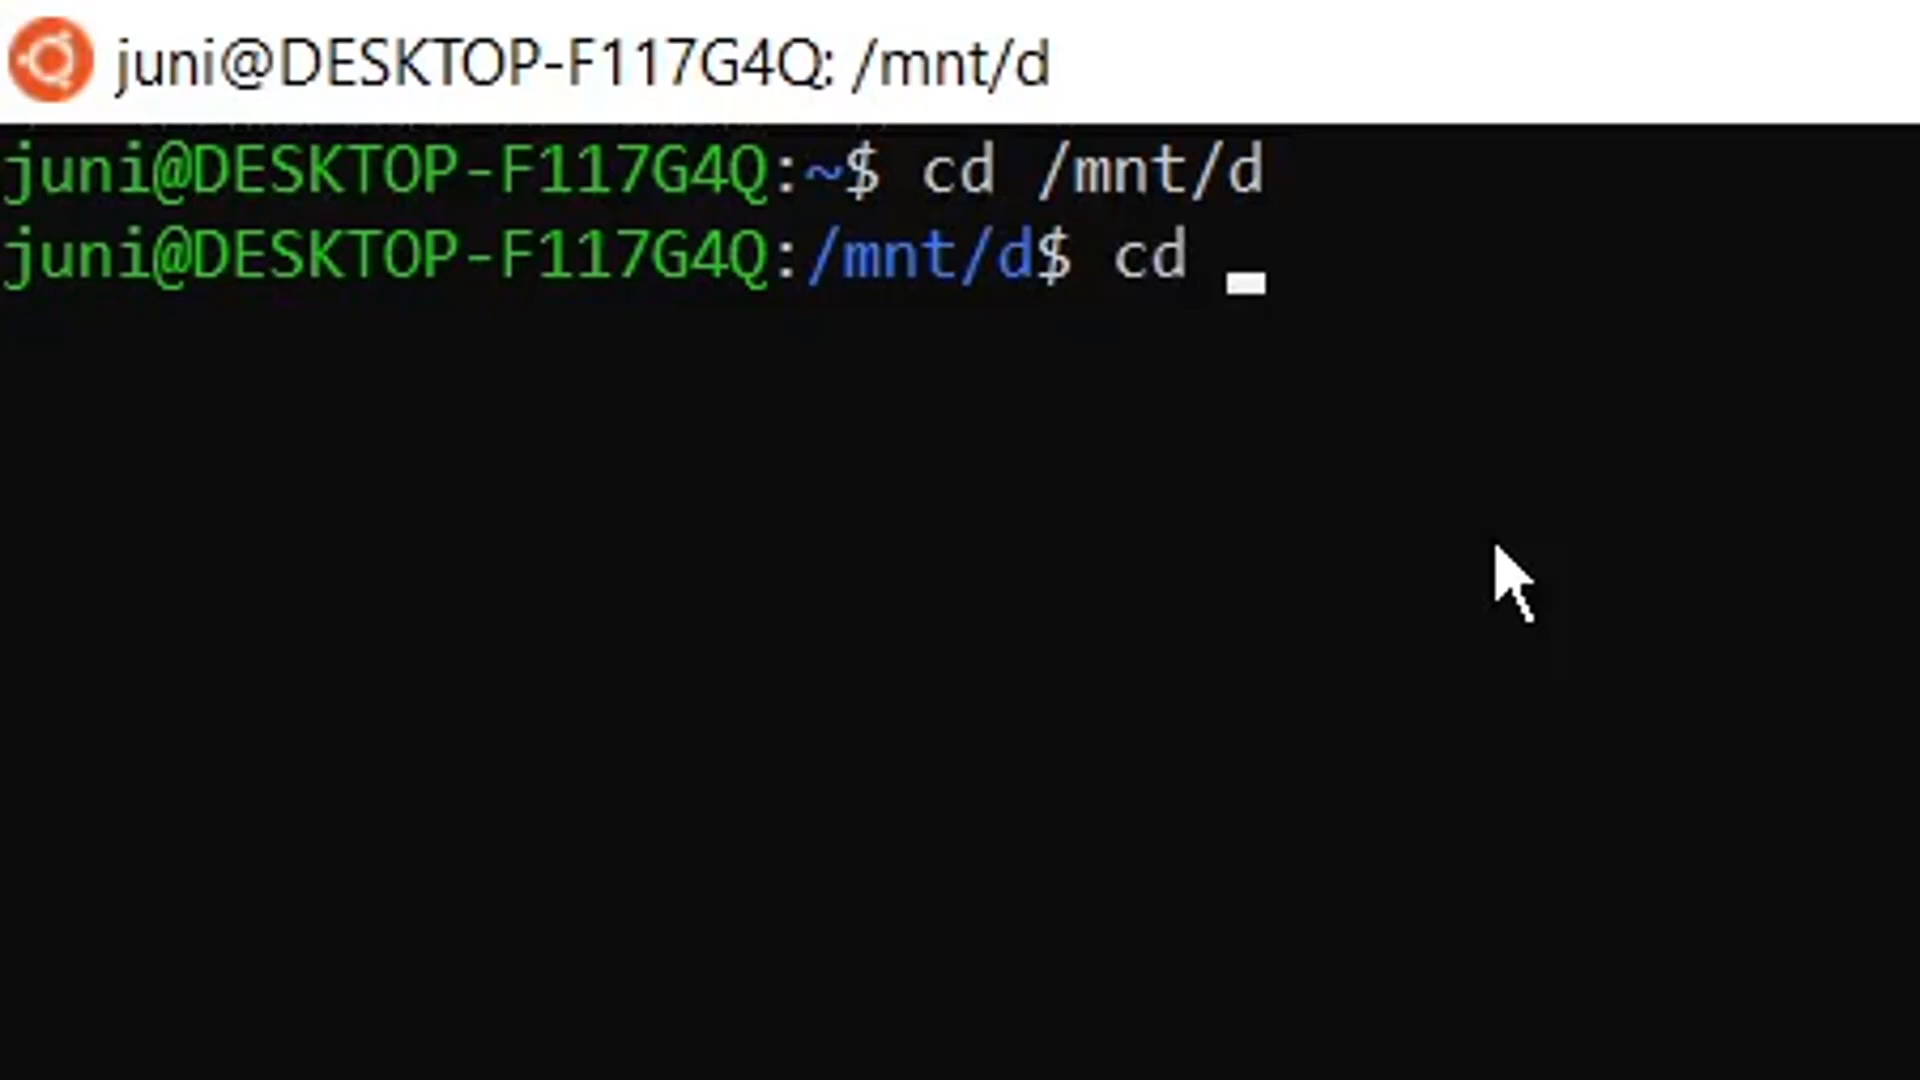 juni@DESKTOP-F117G4Q: /mnt/d
juni@DESKTOP-F117G4Q:~$ cd /mnt/d
juni@DESKTOP-F117G4Q:/mnt/d$ cd